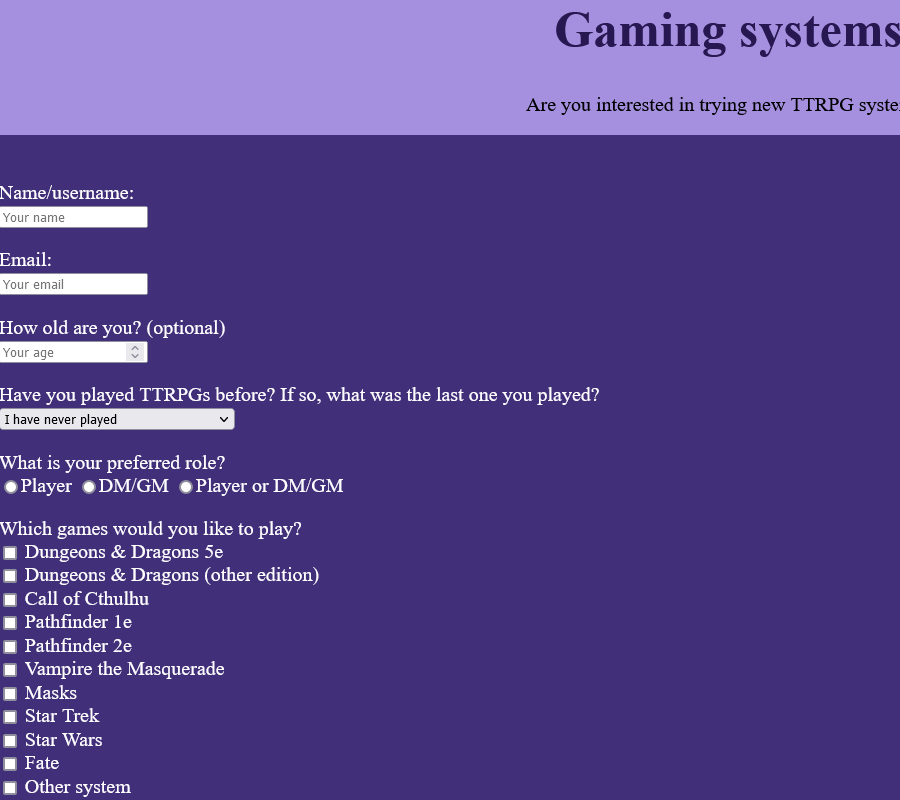 Gaming systems
Are you interested in trying new TTRPG
Name/username:
Your name
Email:
Your email
How old are you? (optional)
Your age
Have you played TTRPGs before? If so, what was the last one you played?
I have never played
What is your preferred role?
Player DM/GM Player or DM/GM
Which games would you like to play?
Dungeons & Dragons 5e
Dungeons & Dragons (other edition)
Call of Cthulhu
Pathfinder 1e
Pathfinder 2e
Vampire the Masquerade
Masks
Star Trek
Star Wars
Fate
Other system